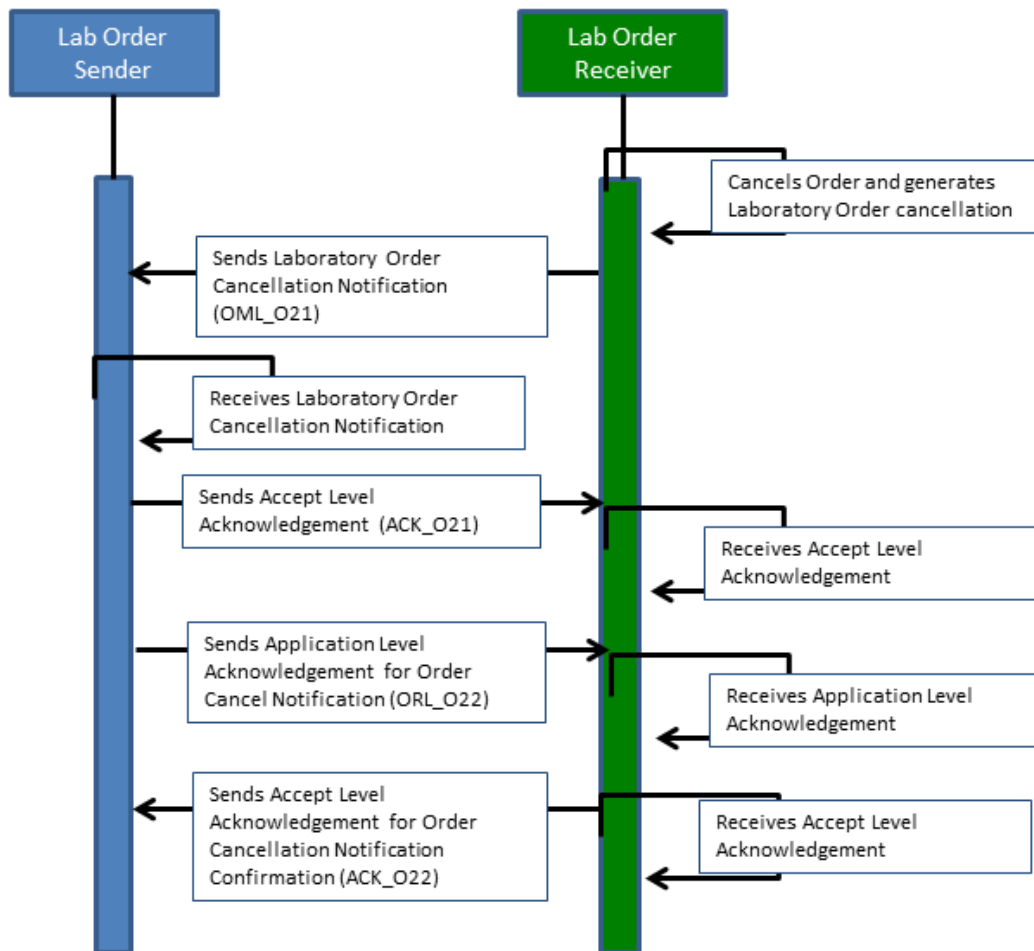 Lab Order
Sender
Lab Order
Receiver
Cancels Order and generates
Laboratory Order cancellation
Sends Laboratory Order
Cancellation Notification
(OML_O21)
Receives Laboratory Order
Cancellation Notification
Sends Accept Level
Acknowledgement (ACK_O21)
Receives Accept Level
Acknowledgement
Sends Application Level
Acknowledgement for Order
Cancel Notification (ORL_O22)
Receives Application Level
Acknowledgement
Sends Accept Level
Acknowledgement for Order
Cancellation Notification
Confirmation (ACK_O22)
Receives Accept Level
Acknowledgement